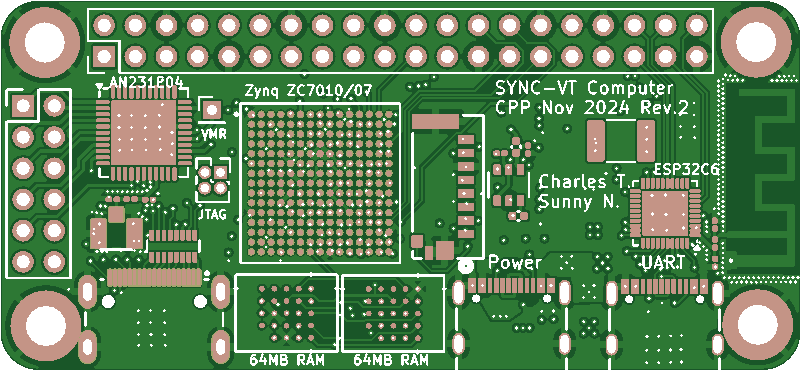 AN231E04
Zynq ZC7010/07
SYNC-VT Computer
CPP Nov 2024 Rev.2
VMR
ESP32C6
Charles T.
Sunny N.
JTAG
Power
UART
64MB RAM
64MB RAM